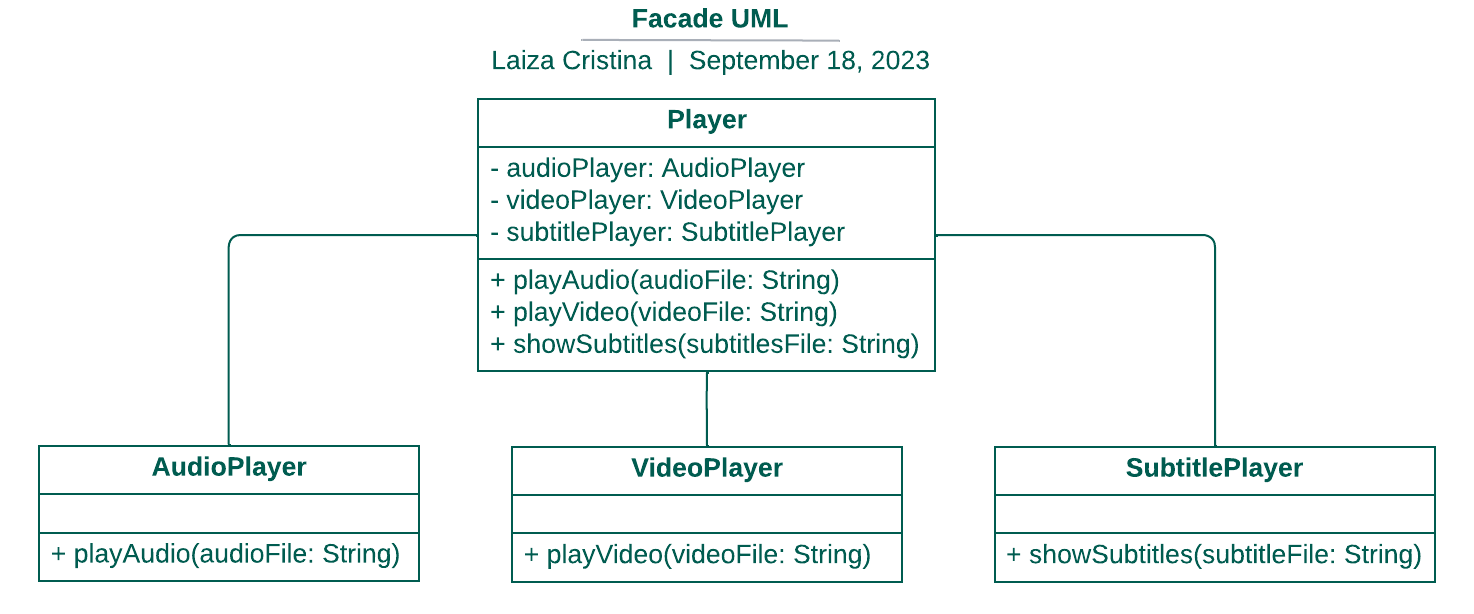 Facade UML
Laiza Cristina | September 18, 2023
Player
- audioPlayer: AudioPlayer
- videoPlayer: VideoPlayer
- subtitlePlayer: SubtitlePlayer
+ playAudio(audioFile: String)
+ playVideo(videoFile: String)
+ showSubtitles(subtitlesFile: String)
AudioPlayer
+ playAudio(audioFile: String)
VideoPlayer
+ playVideo(videoFile: String)
SubtitlePlayer
+ showSubtitles(subtitleFile: String)